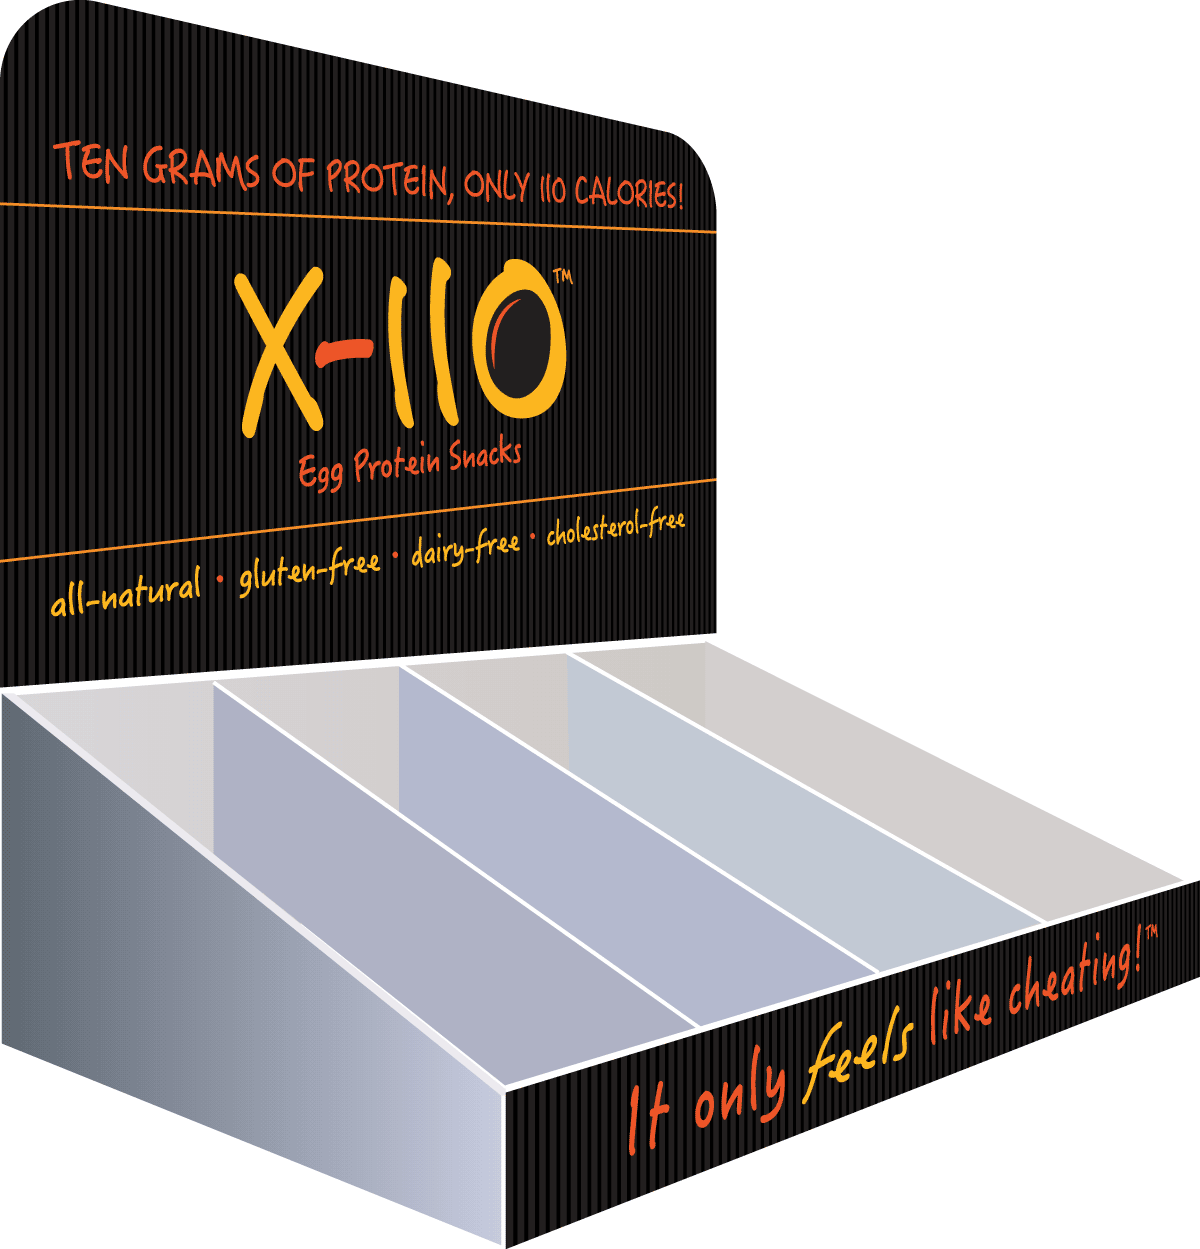 TEN GRAMS OF PROTEIN, ONLY 110 CALORIES!
X-110™
Egg Protein Snacks
all-natural • gluten-free • dairy-free • cholesterol-free
It only feels like cheating!™